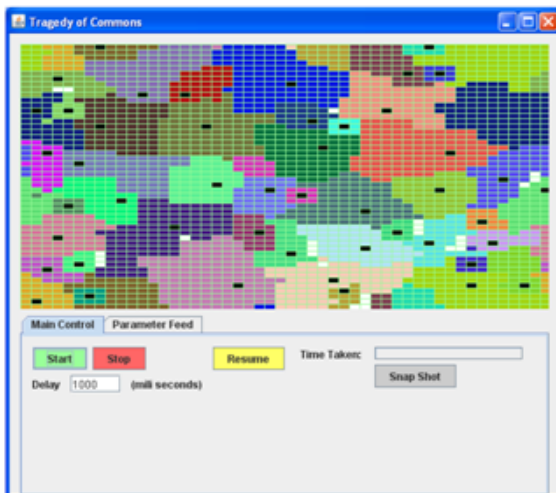 Tragedy of Commons
Main Control Parameter Feed
Start Stop Resume Time Taken:
Snap Shot
Delay 1000 (mili seconds)